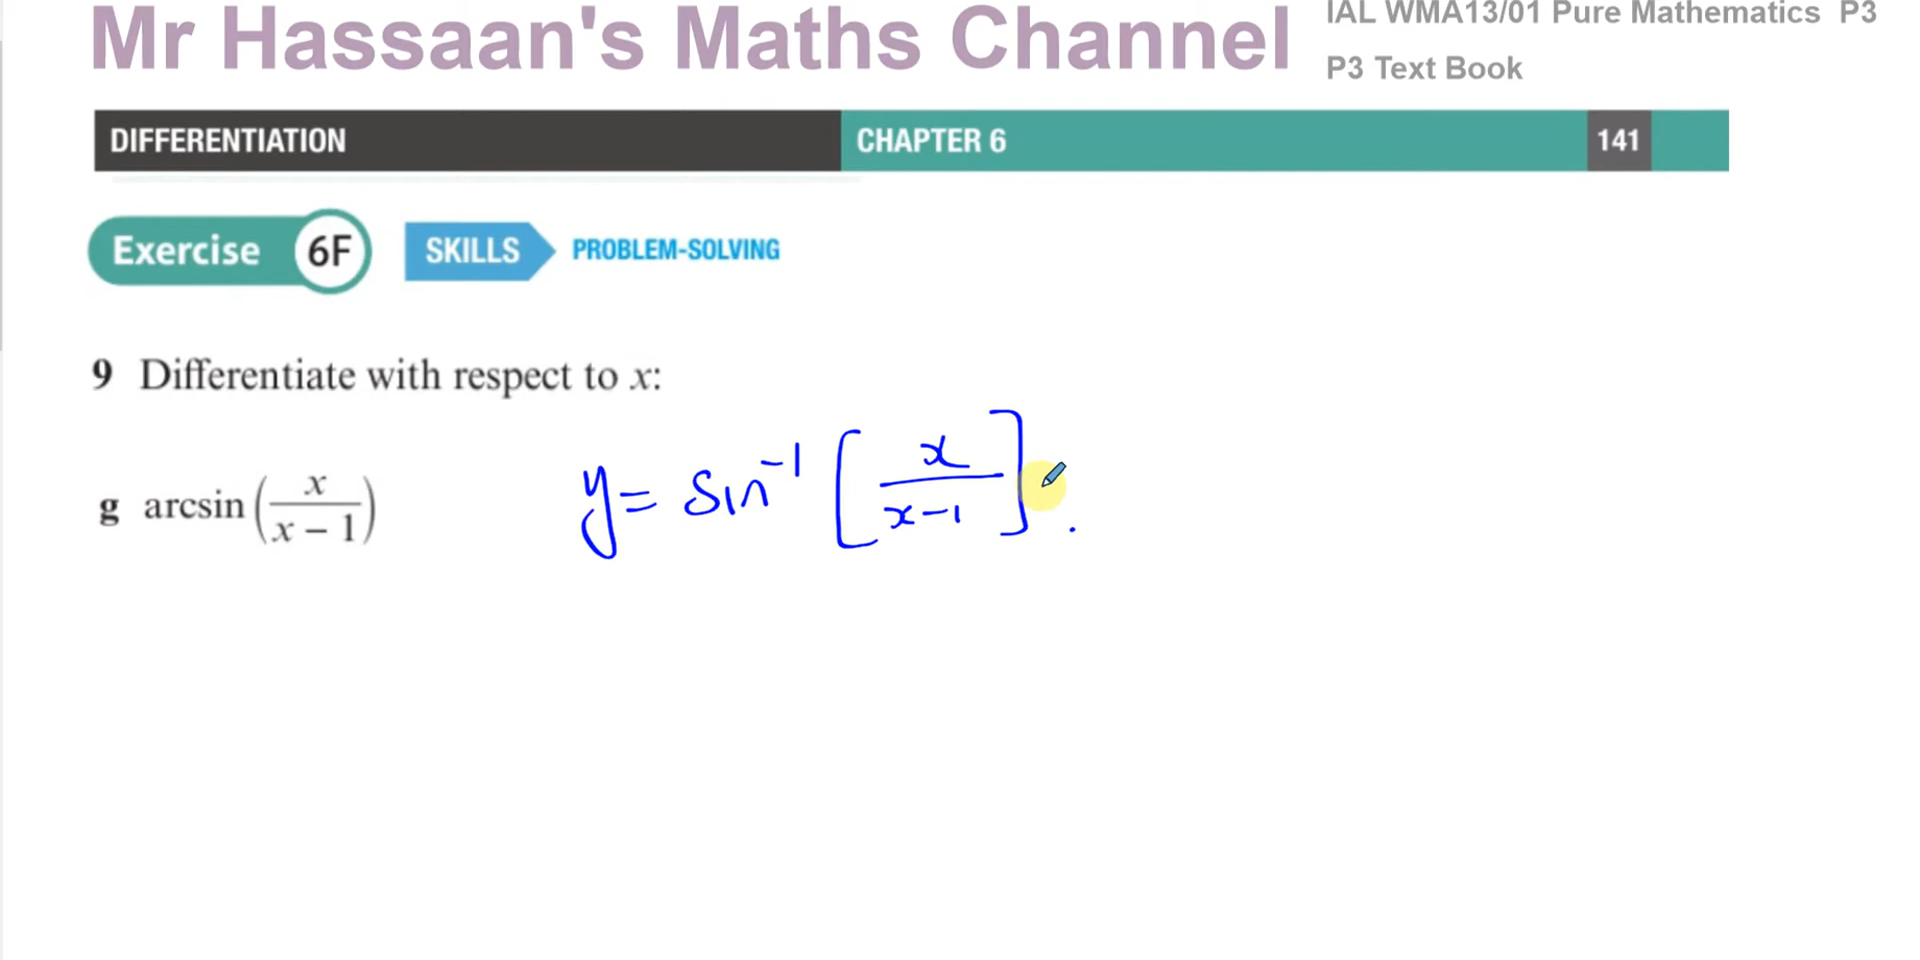 Mr Hassaan's Maths Channel
IAL WMA13/01 Pure Mathematics P3
P3 Text Book
DIFFERENTIATION CHAPTER 6 141
Exercise 6F SKILLS PROBLEM-SOLVING
9 Differentiate with respect to x:
g arcsin(x/(x − 1))
y = sin⁻¹[x/(x−1)].